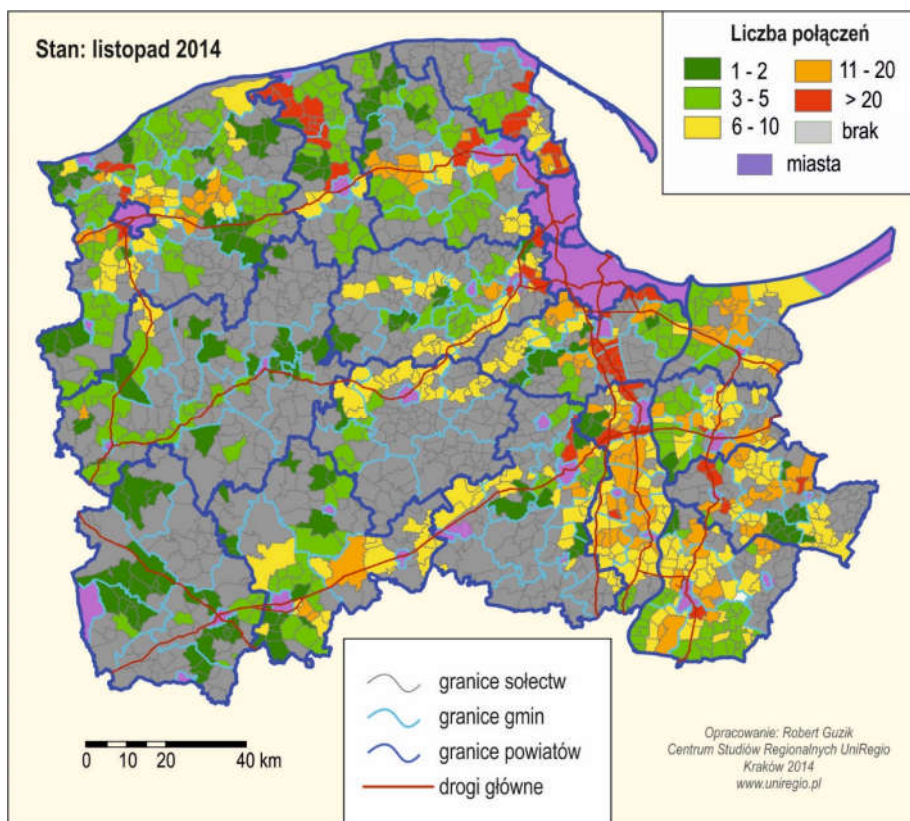 Stan: listopad 2014
Liczba połączeń
1 - 2
11 - 20
3 - 5
> 20
6 - 10
brak
miasta
granice sołectw
granice gmin
granice powiatów
drogi główne
0 10 20 40 km
Opracowanie: Robert Guzik
Centrum Studiów Regionalnych UniRegio
Kraków 2014
www.uniregio.pl